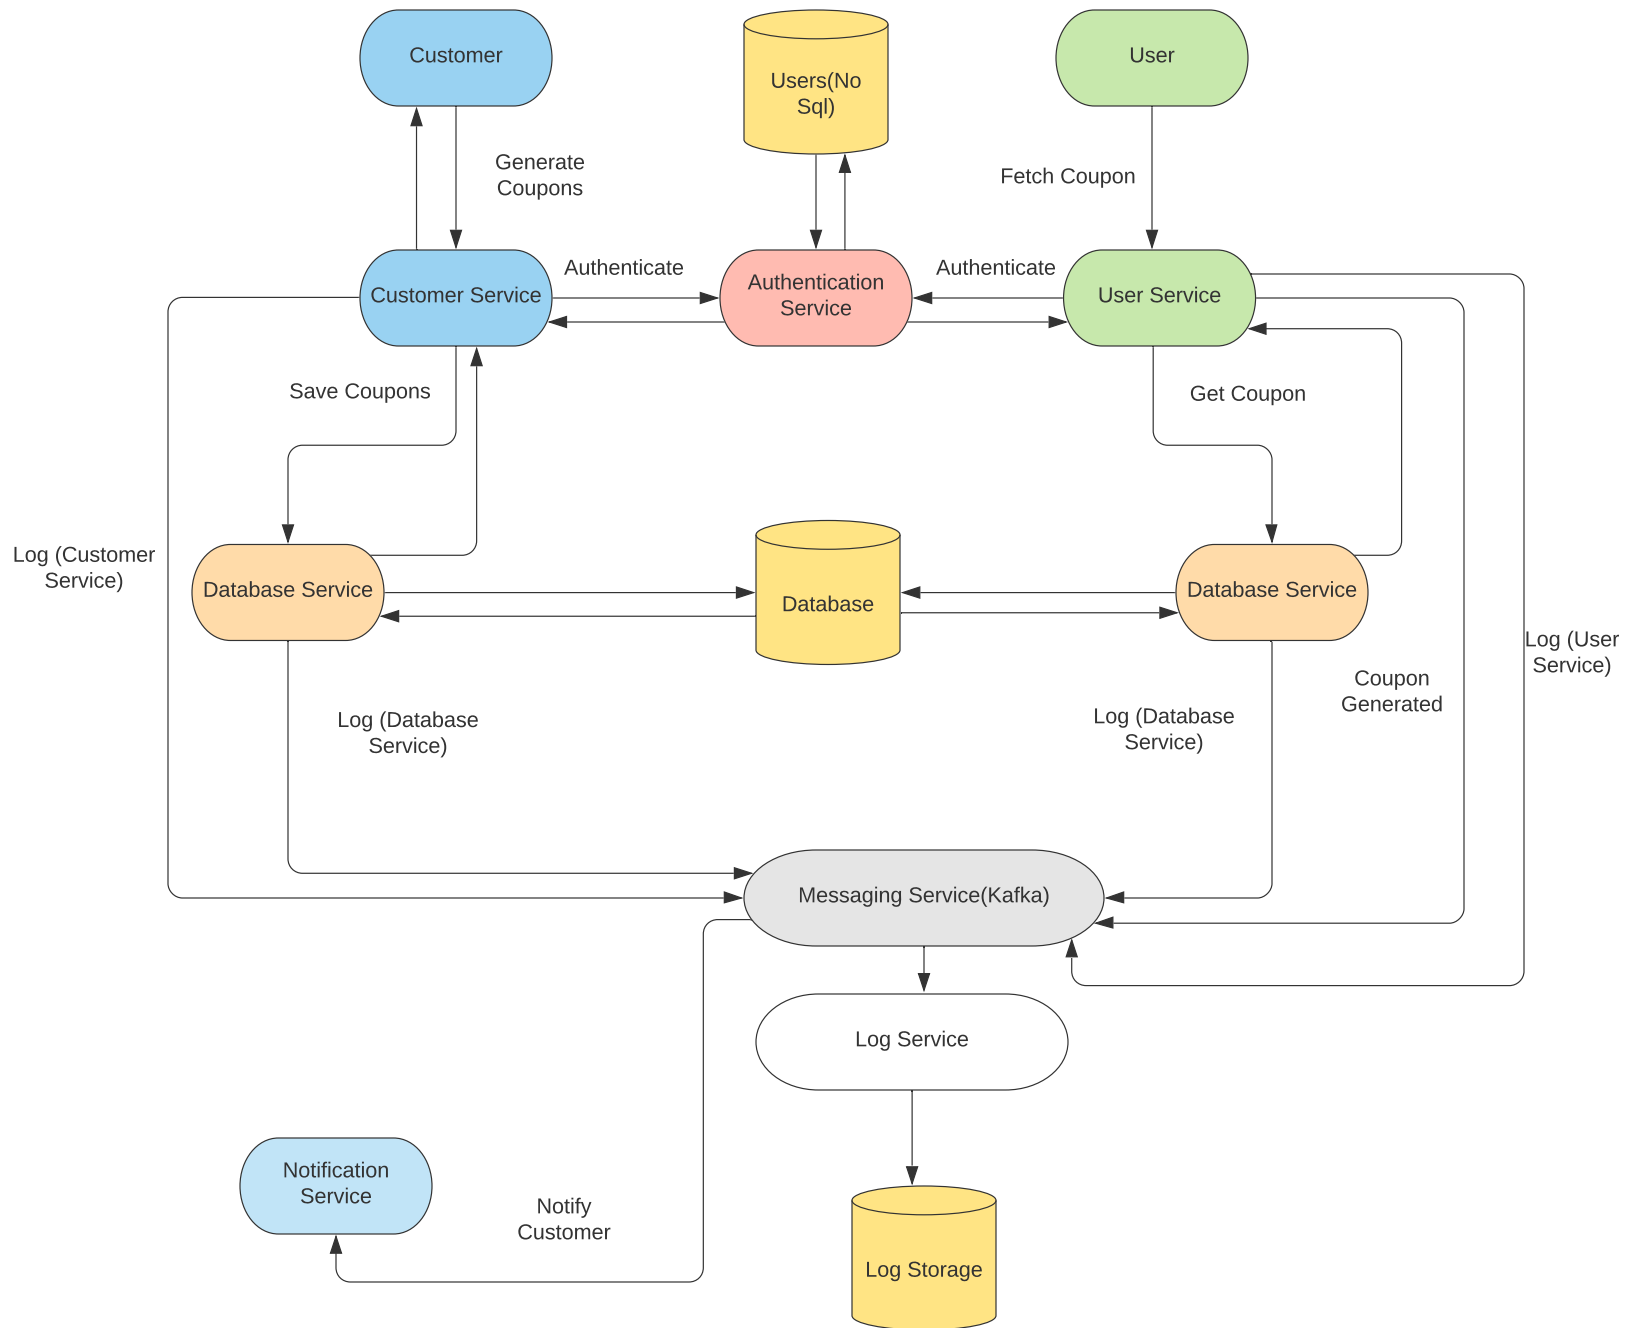 Customer
Users(No
Sql)
User
Generate
Coupons
Fetch Coupon
Customer Service
Authenticate
Authentication
Service
Authenticate
User Service
Save Coupons
Get Coupon
Log (Customer
Service)
Database Service
Database
Database Service
Log (User
Service)
Coupon
Generated
Log (Database
Service)
Log (Database
Service)
Messaging Service(Kafka)
Log Service
Notification
Service
Notify
Customer
Log Storage